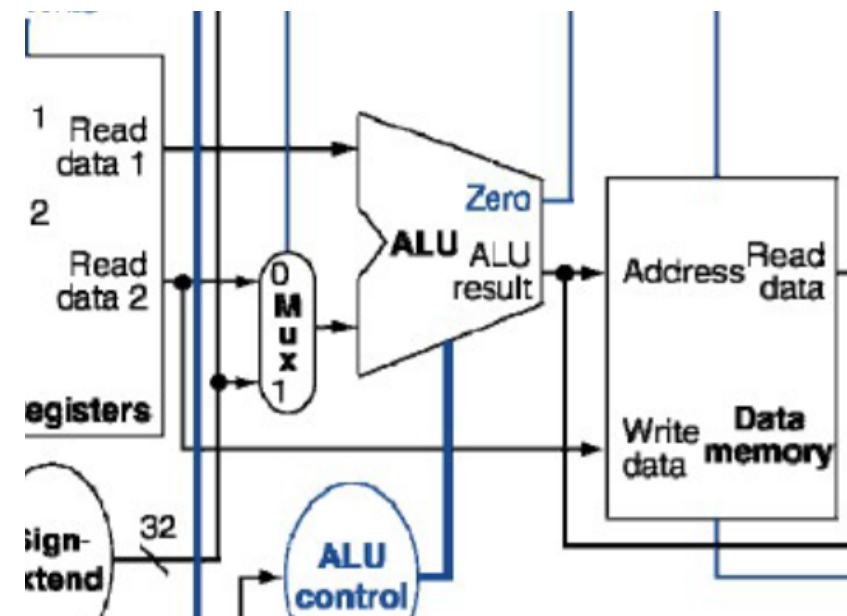 1
Read
data 1
2
Read
data 2
egisters
0
M
u
x
1
Zero
ALU
ALU
result
Address
Read
data
Write
data
Data
memory
Sign-
xtend
32
ALU
control